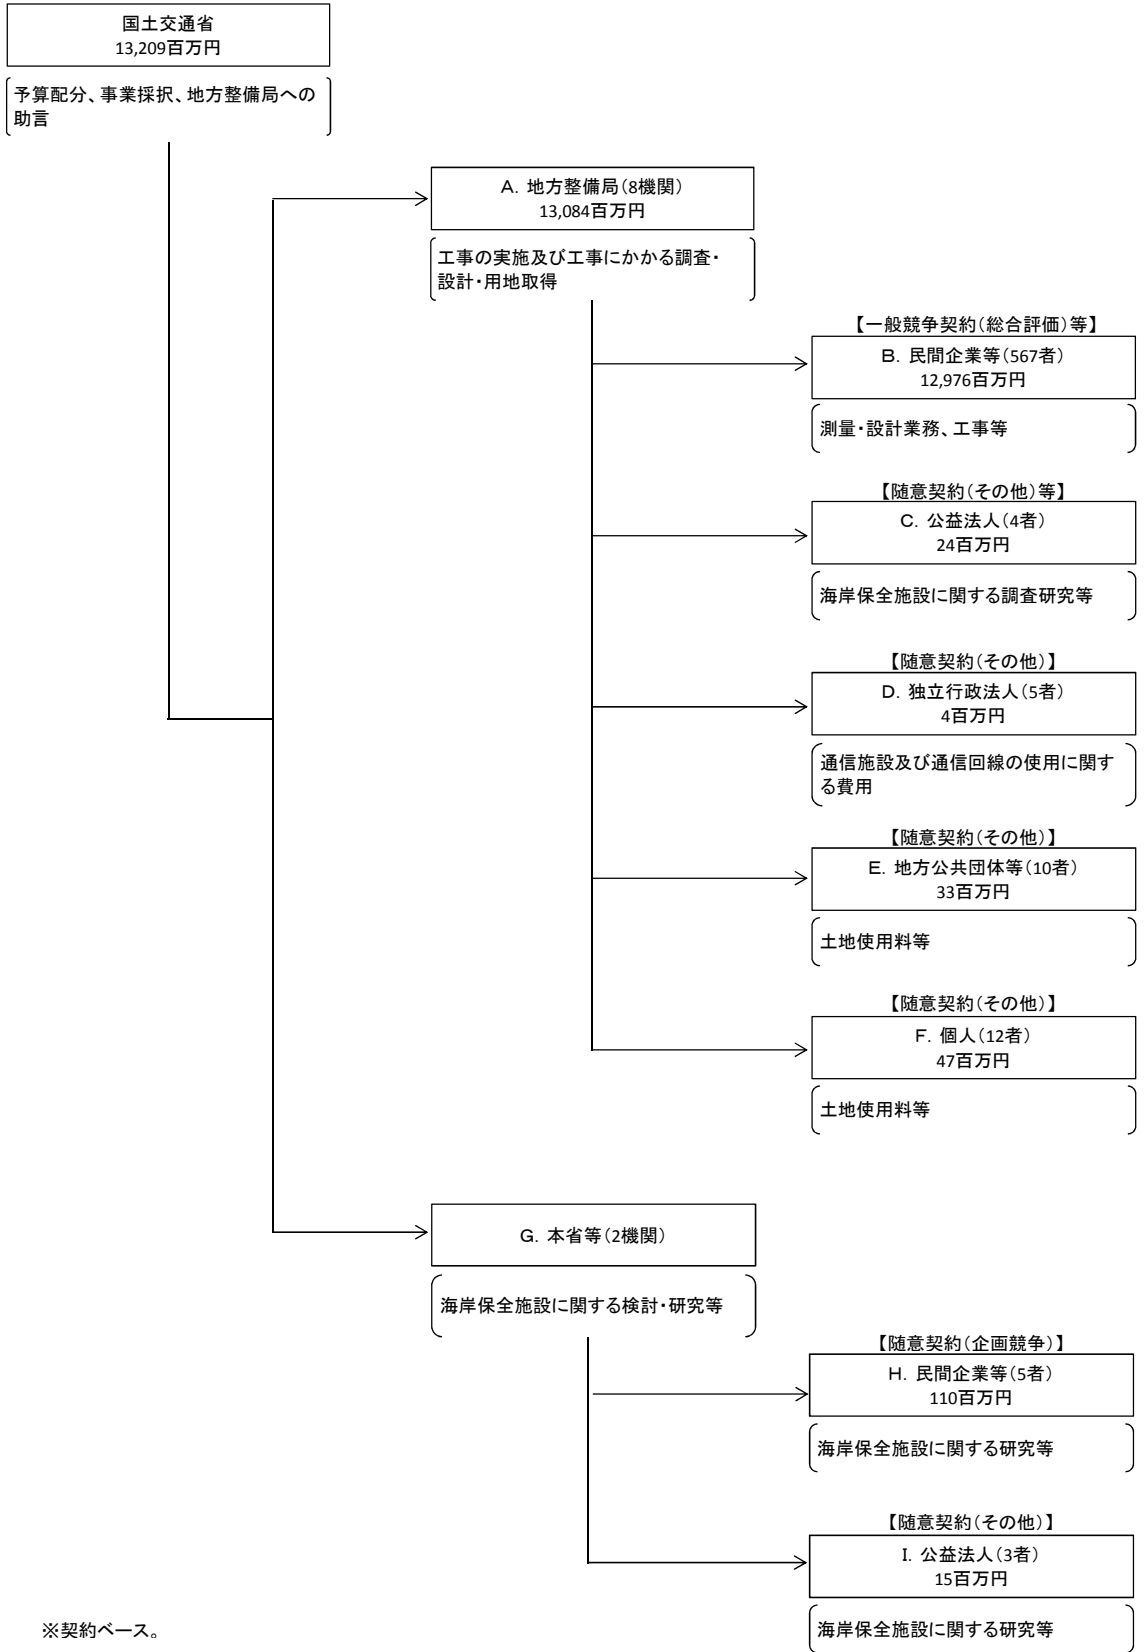 国土交通省
13,209百万円
予算配分、事業採択、地方整備局への
助言
A. 地方整備局(8機関)
13,084百万円
工事の実施及び工事にかかる調査・
設計・用地取得
【一般競争契約(総合評価)等】
B. 民間企業等(567者)
12,976百万円
測量・設計業務、工事等
【随意契約(その他)等】
C. 公益法人(4者)
24百万円
海岸保全施設に関する調査研究等
【随意契約(その他)】
D. 独立行政法人(5者)
4百万円
通信施設及び通信回線の使用に関す
る費用
【随意契約(その他)】
E. 地方公共団体等(10者)
33百万円
土地使用料等
【随意契約(その他)】
F. 個人(12者)
47百万円
土地使用料等
G. 本省等(2機関)
海岸保全施設に関する検討・研究等
【随意契約(企画競争)】
H. 民間企業等(5者)
110百万円
海岸保全施設に関する研究等
【随意契約(その他)】
I. 公益法人(3者)
15百万円
海岸保全施設に関する研究等
※契約ベース。